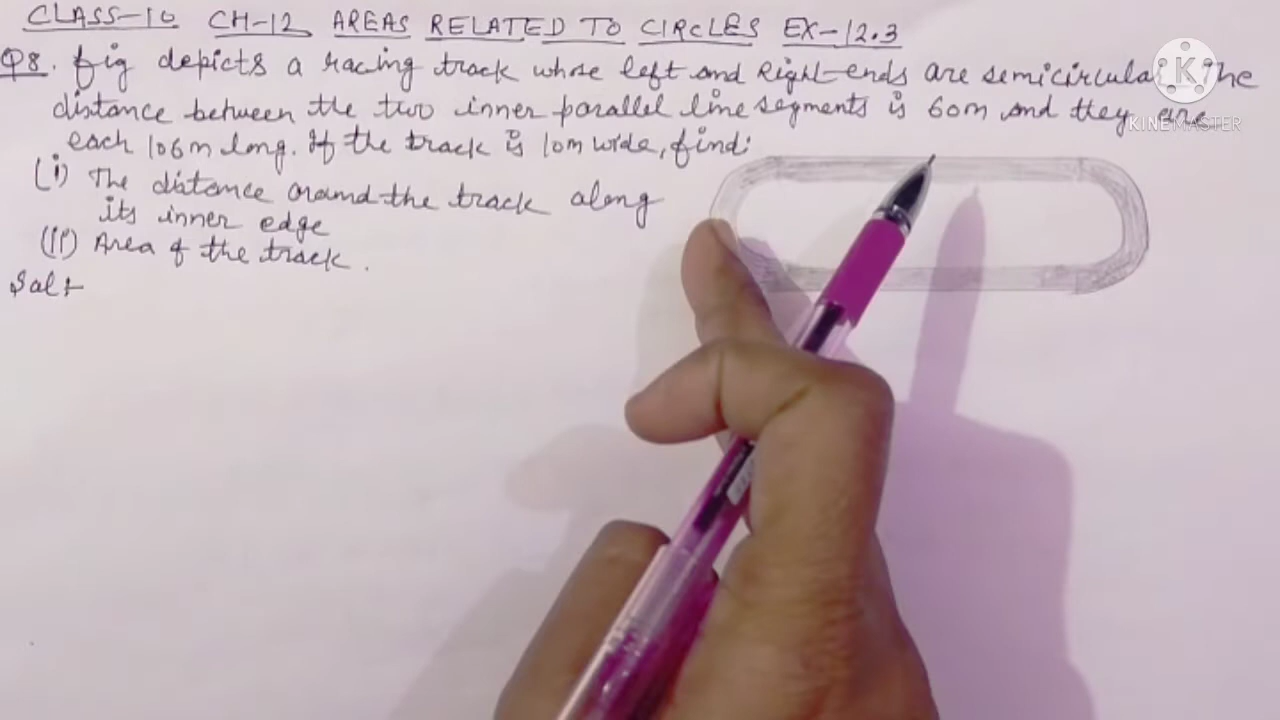 CLASS-10 CH-12 AREAS RELATED TO CIRCLES EX-12.3
Q8. fig depicts a racing track whose left and Right-ends are semicircular. The
distance between the two inner parallel line segments is 60m and they are
each 106m long. If the track is 10m wide, find:
(i) The distance around the track along
its inner edge
(ii) Area of the track.
Sol+
K
KINEMASTER